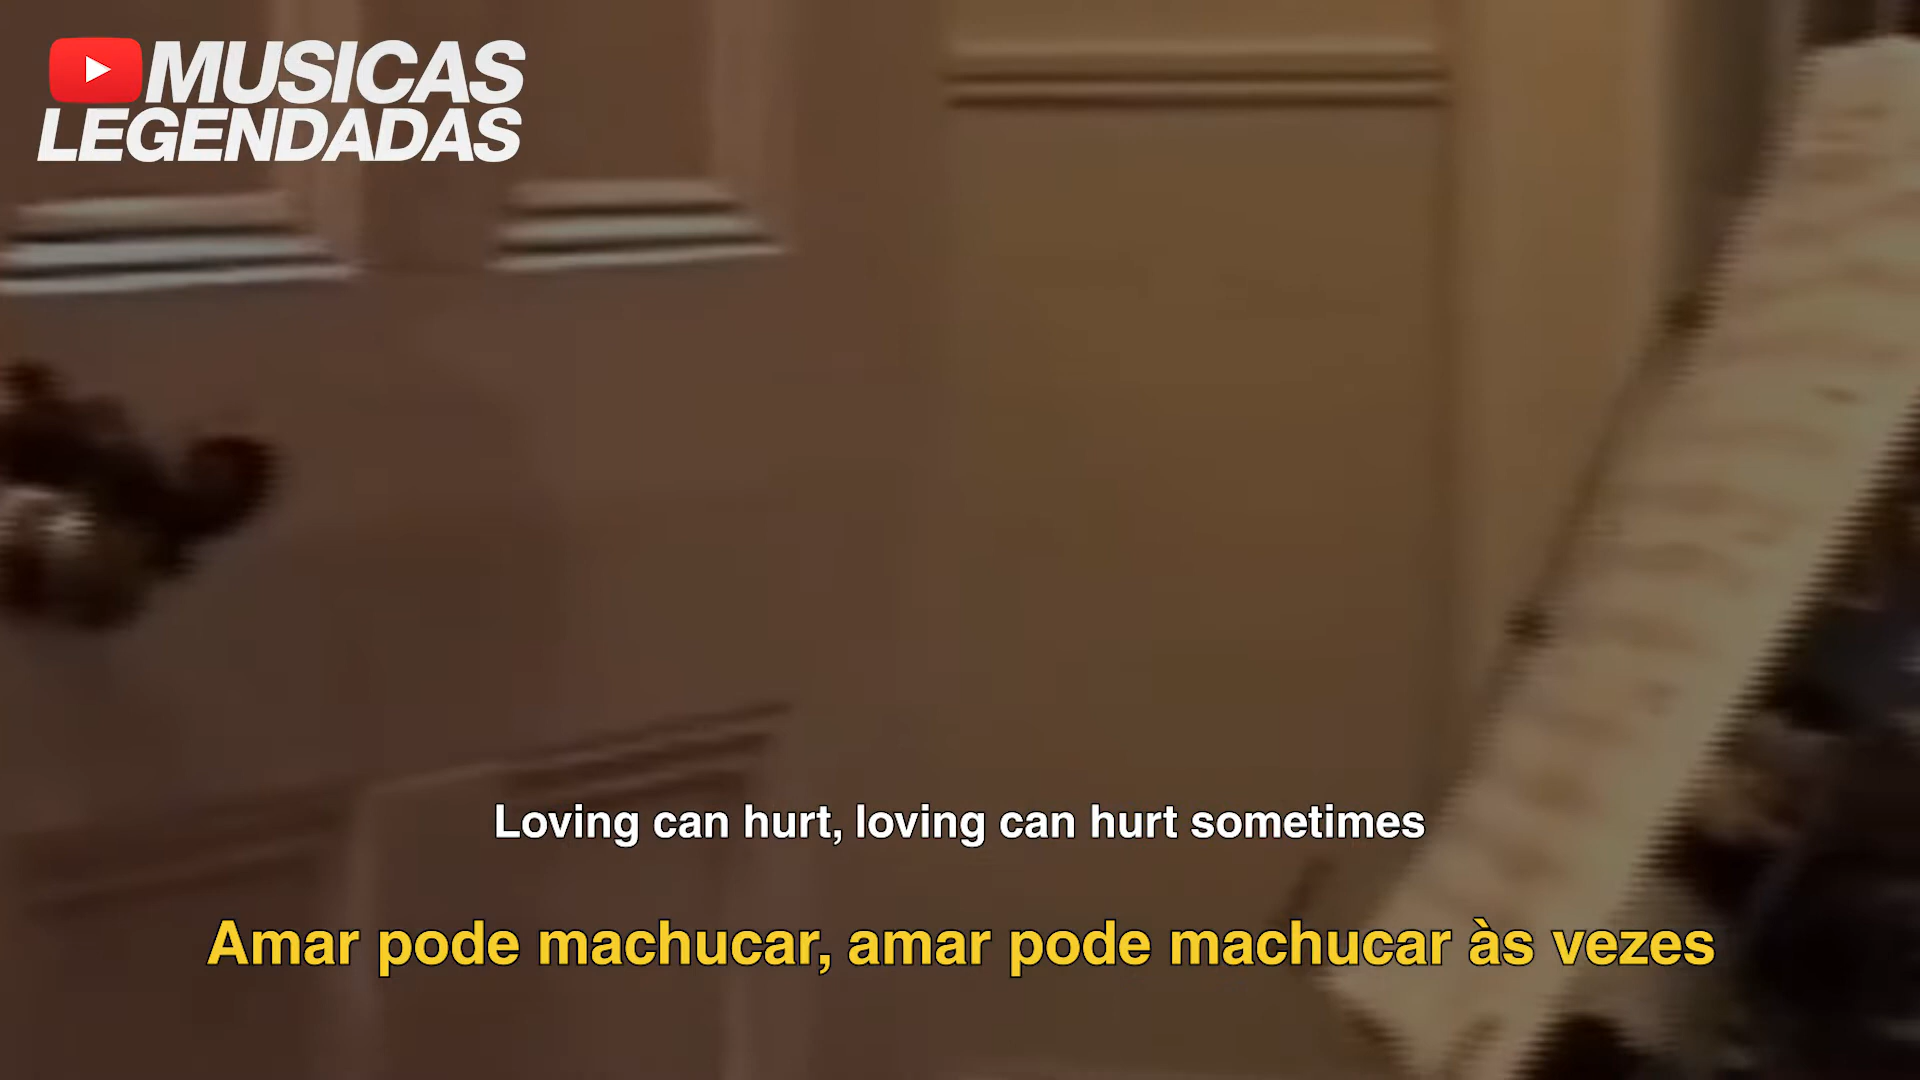 MUSICAS
LEGENDADAS
Loving can hurt, loving can hurt sometimes
Amar pode machucar, amar pode machucar às vezes